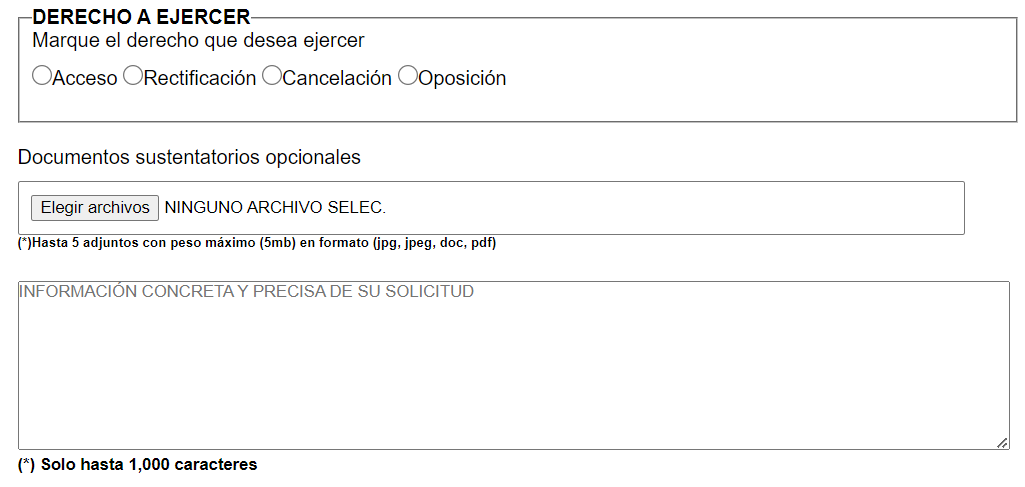 DERECHO A EJERCER
Marque el derecho que desea ejercer
Acceso Rectificación Cancelación Oposición
Documentos sustentatorios opcionales
Elegir archivos NINGUNO ARCHIVO SELEC.
(*)Hasta 5 adjuntos con peso máximo (5mb) en formato (jpg, jpeg, doc, pdf)
INFORMACIÓN CONCRETA Y PRECISA DE SU SOLICITUD
(*) Solo hasta 1,000 caracteres